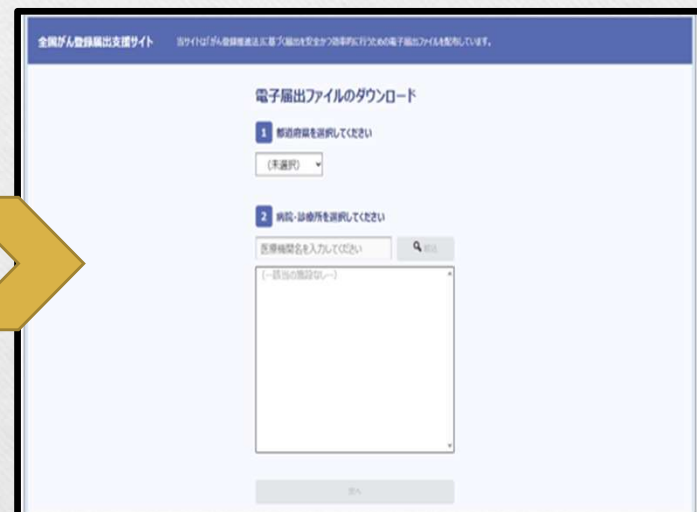 全国がん登録届出支援サイト 当サイトは「がん登録推進法」に基づく届出を安全かつ効率的に行うための電子届出ファイルを配布しています。
電子届出ファイルのダウンロード
1 都道府県を選択してください
(未選択)
2 病院・診療所を選択してください
医療機関名を入力してください
(--該当の施設なし--)
次へ